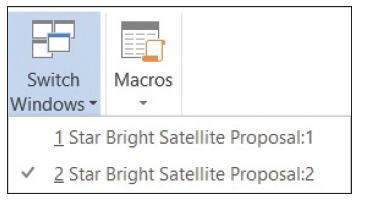 Switch Windows
Macros
1 Star Bright Satellite Proposal:1
2 Star Bright Satellite Proposal:2